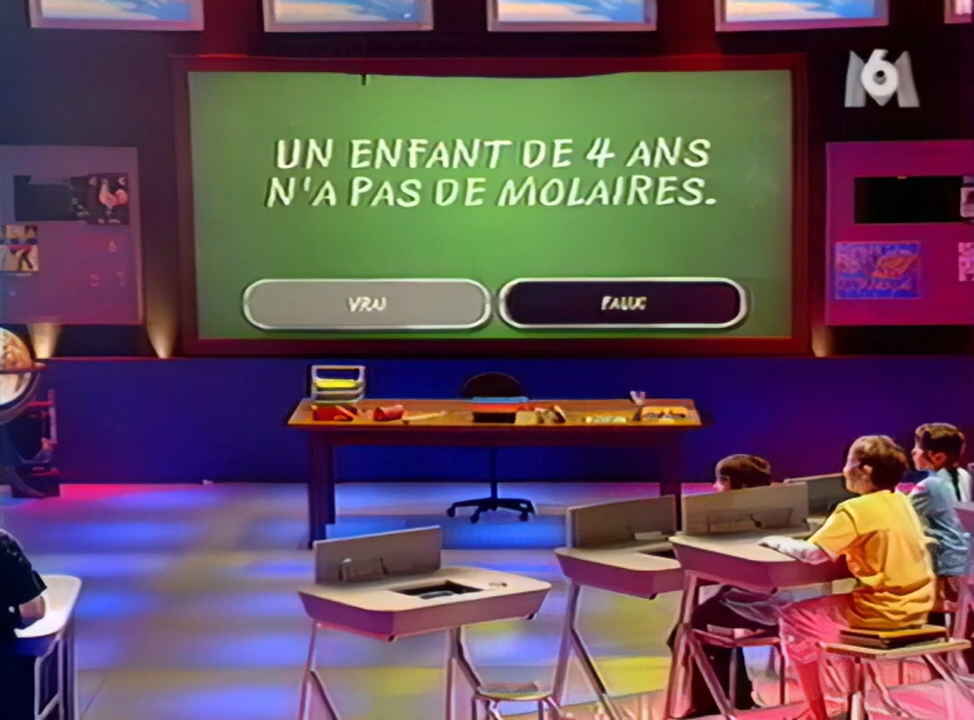 M6
UN ENFANT DE 4 ANS
N'A PAS DE MOLAIRES.
VRAI
FAUX